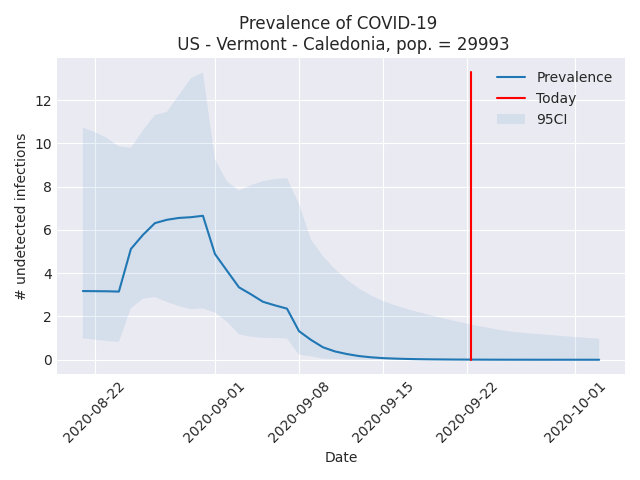 Prevalence of COVID-19
US - Vermont - Caledonia, pop. = 29993
Prevalence
Today
95CI
# undetected infections
12
10
8
6
4
2
0
2020-08-22
2020-09-01
2020-09-08
2020-09-15
2020-09-22
2020-10-01
Date